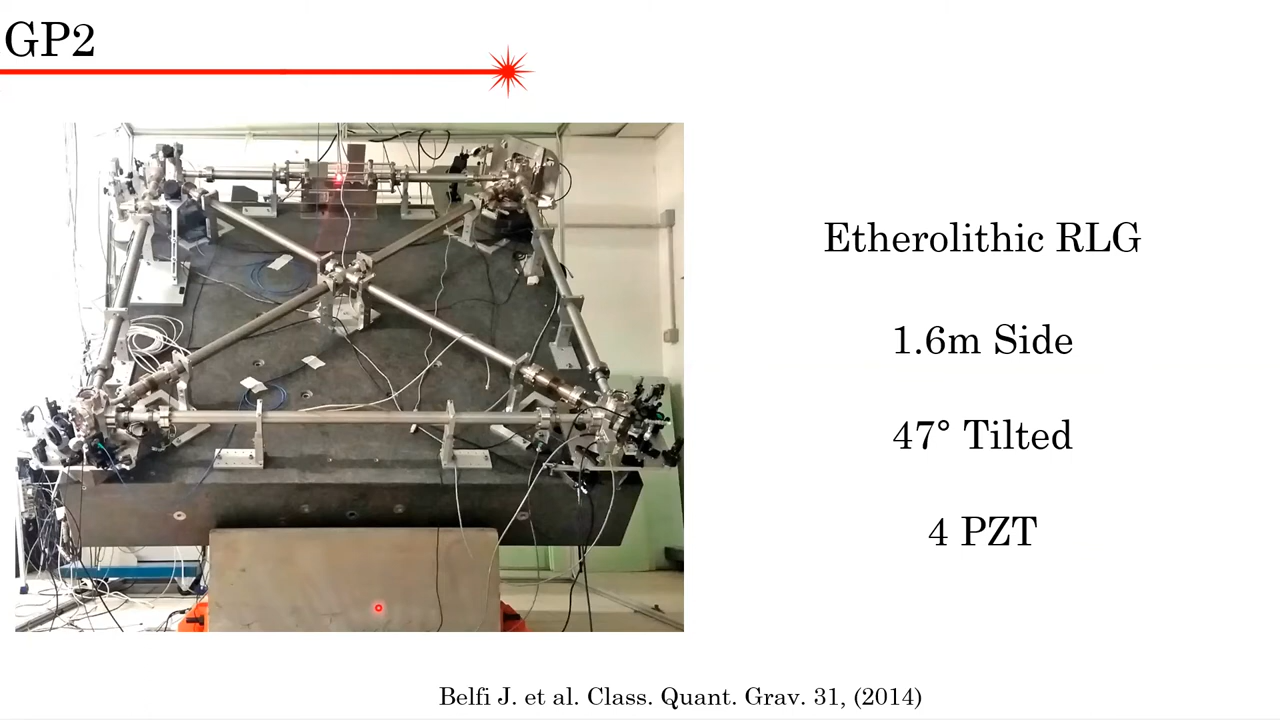 GP2
Etherolithic RLG
1.6m Side
47° Tilted
4 PZT
Belfi J. et al. Class. Quant. Grav. 31, (2014)